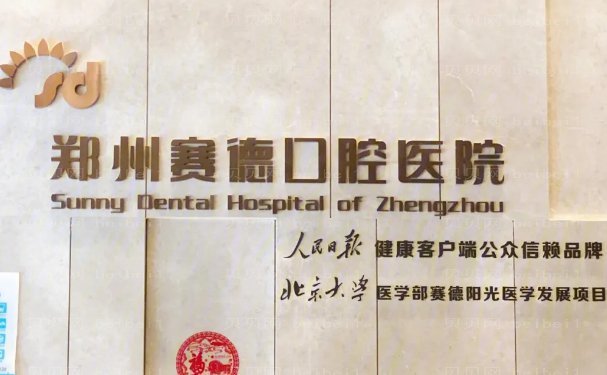 sd
郑州赛德口腔医院
Sunny Dental Hospital of Zhengzhou
人民日报 健康客户端公众信赖品牌
北京大学 医学部赛德阳光医学发展项目
福